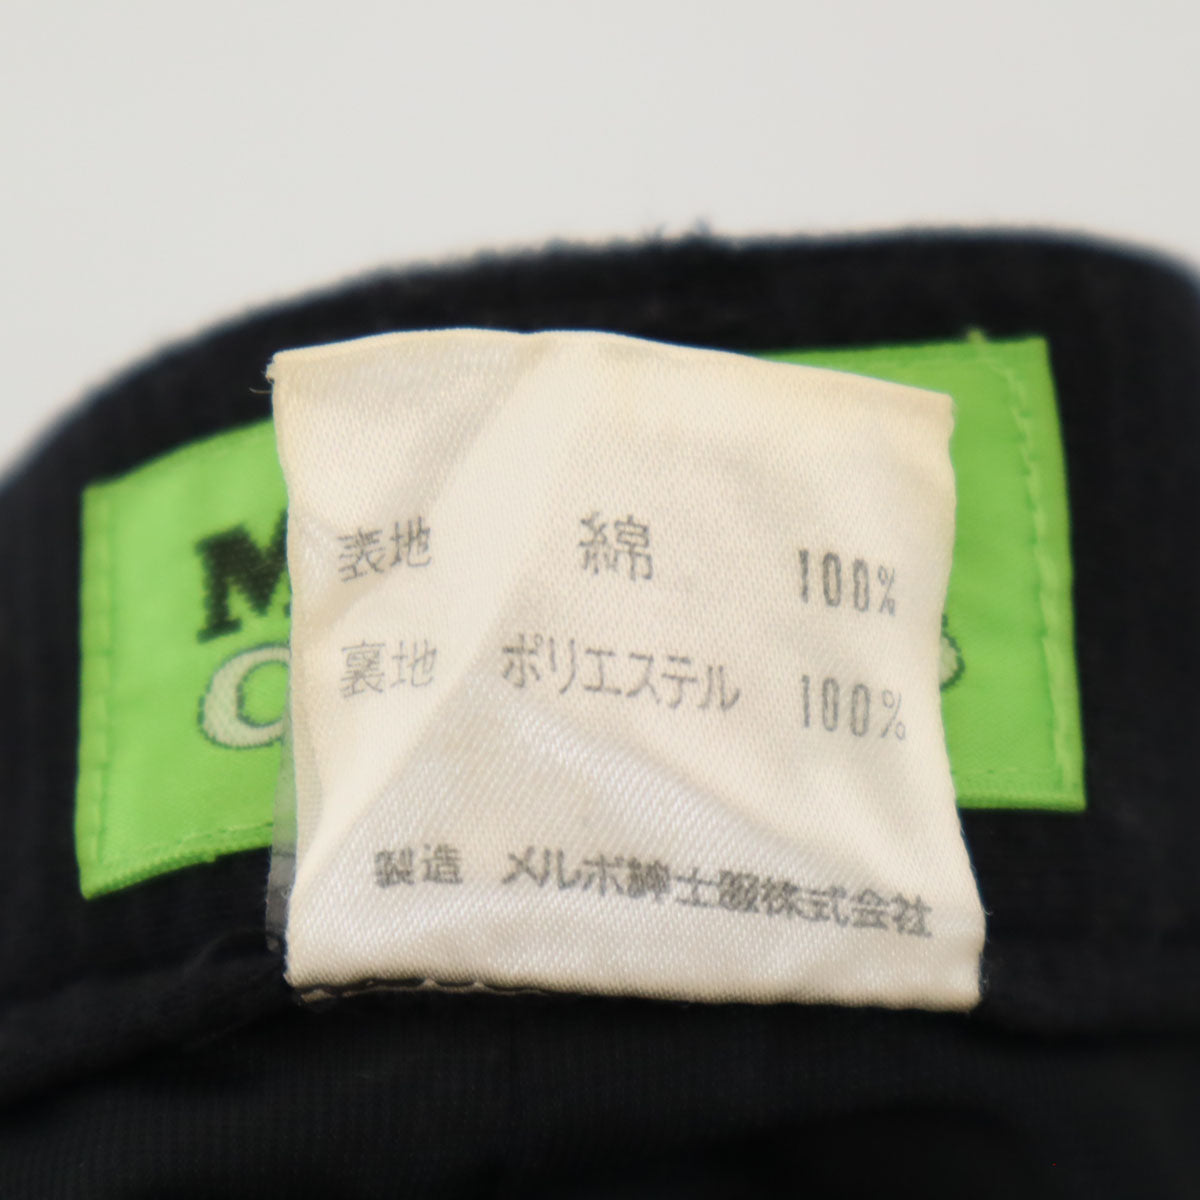 表地 綿 100%
裏地 ポリエステル 100%
製造 メルボ紳士服株式会社